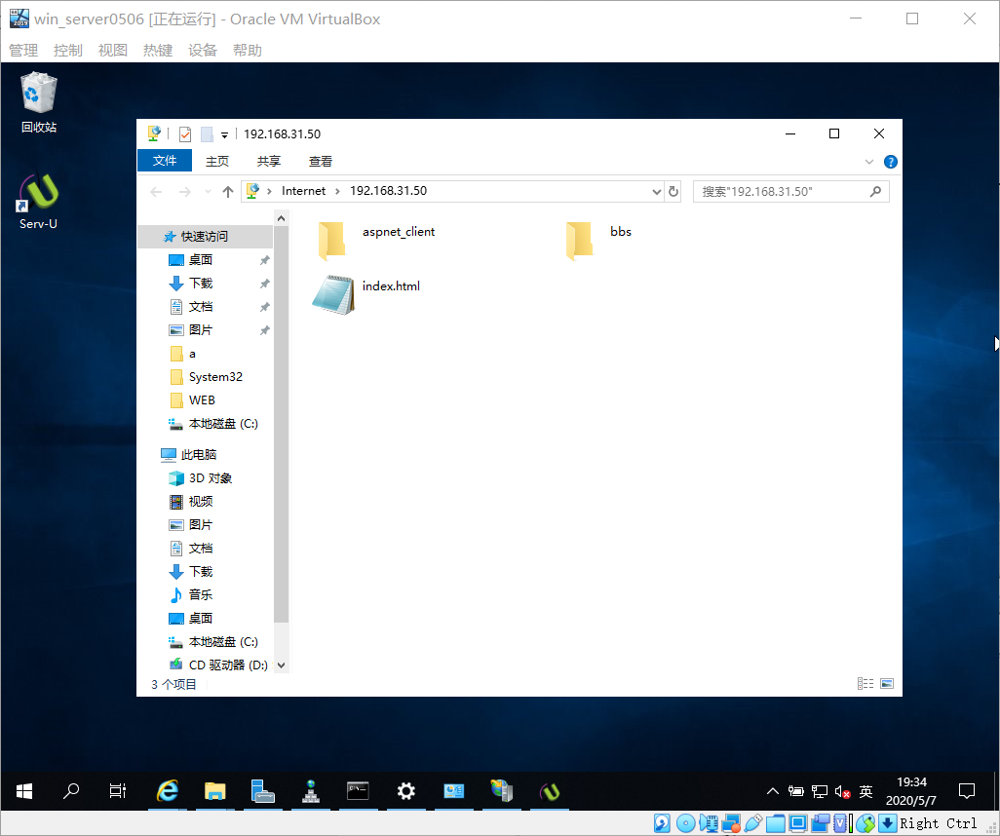 win_server0506 [正在运行] - Oracle VM VirtualBox
管理 控制 视图 热键 设备 帮助
回收站
Serv-U
192.168.31.50
文件 主页 共享 查看
Internet 192.168.31.50 搜索"192.168.31.50"
快速访问
桌面
下载
文档
图片
a
System32
WEB
本地磁盘 (C:)
此电脑
3D 对象
视频
图片
文档
下载
音乐
桌面
本地磁盘 (C:)
CD 驱动器 (D:)
aspnet_client bbs
index.html
3 个项目
英
19:34
2020/5/7
Right Ctrl